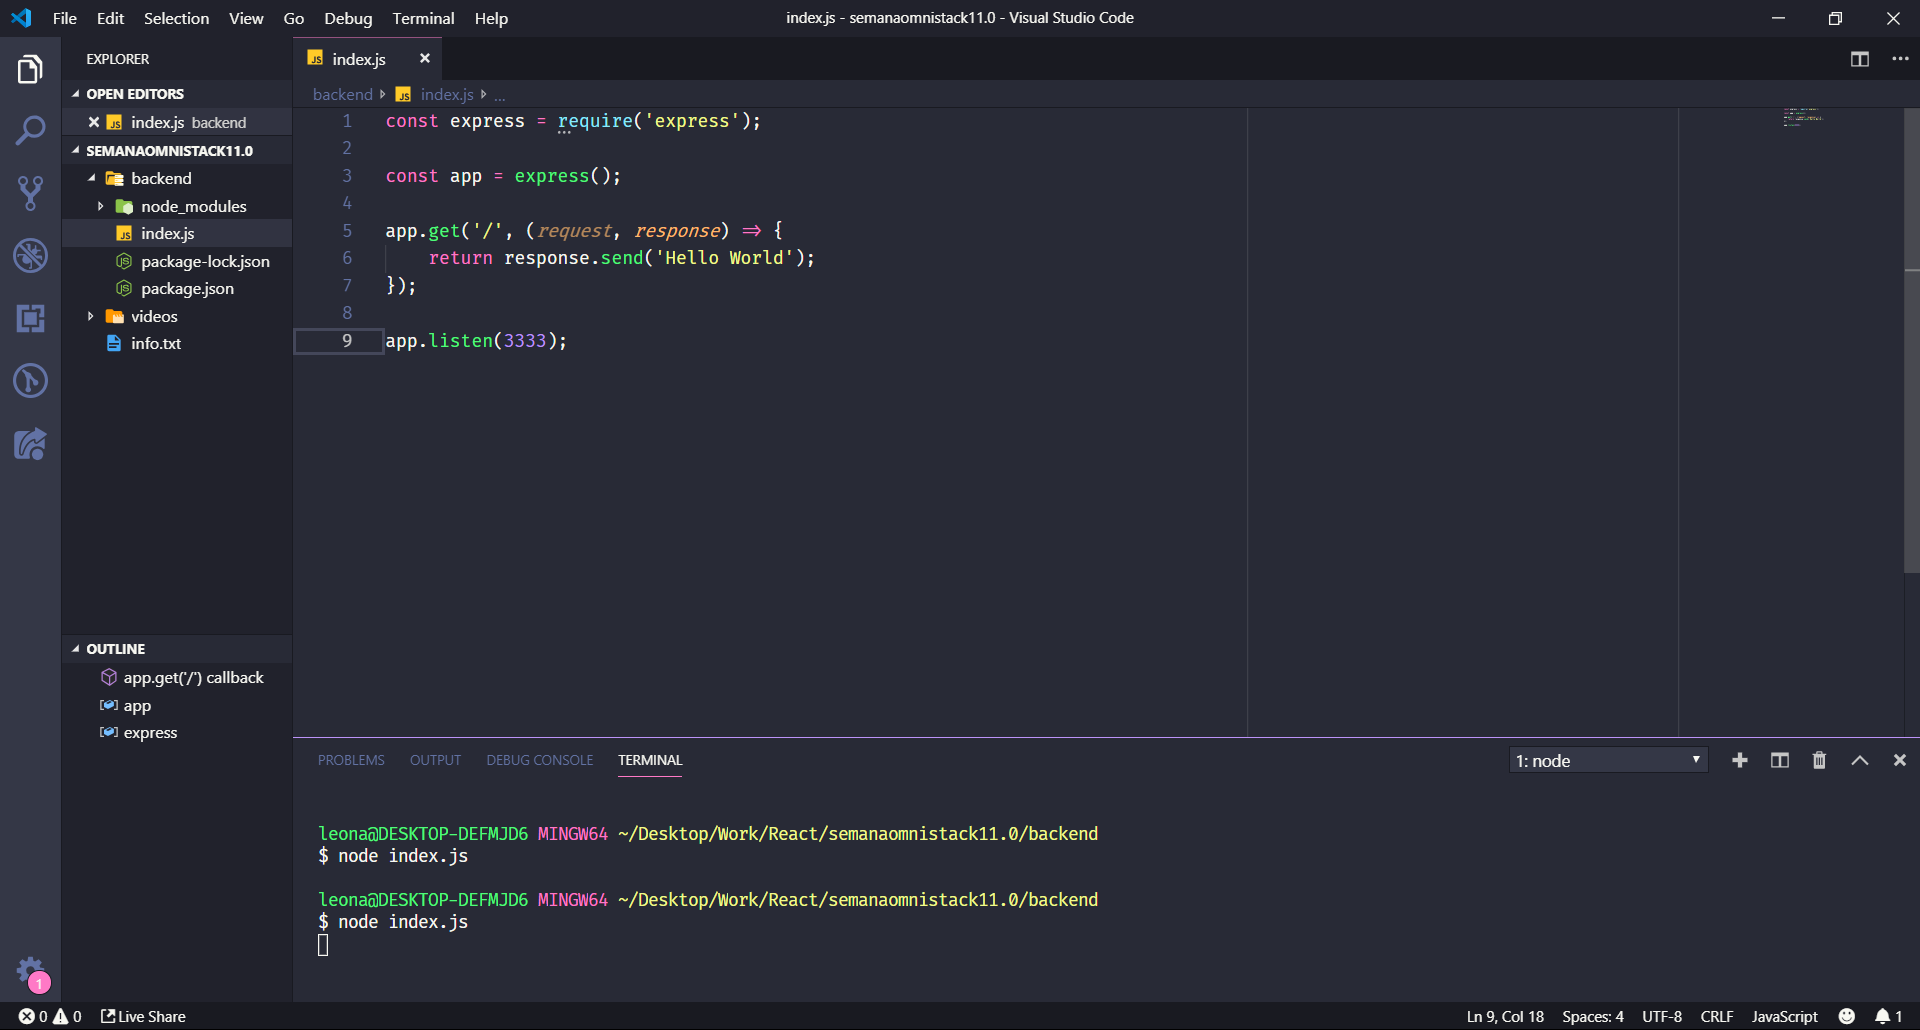 File Edit Selection View Go Debug Terminal Help
index.js - semanaomnistack11.0 - Visual Studio Code
EXPLORER
OPEN EDITORS
index.js backend
SEMANAOMNISTACK11.0
backend
node_modules
index.js
package-lock.json
package.json
videos
info.txt
OUTLINE
app.get('/') callback
app
express
1
index.js
backend index.js ...
1 const express = require('express');
2
3 const app = express();
4
5 app.get('/', (request, response) => {
6 return response.send('Hello World');
7 });
8
9 app.listen(3333);
PROBLEMS OUTPUT DEBUG CONSOLE TERMINAL
1: node
leona@DESKTOP-DEFMJD6 MINGW64 ~/Desktop/Work/React/semanaomnistack11.0/backend
$ node index.js
leona@DESKTOP-DEFMJD6 MINGW64 ~/Desktop/Work/React/semanaomnistack11.0/backend
$ node index.js
0 0 Live Share
Ln 9, Col 18 Spaces: 4 UTF-8 CRLF JavaScript 1